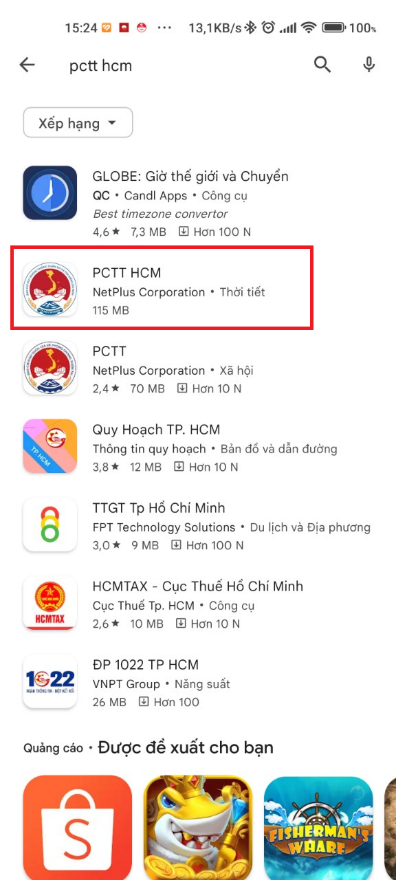 15:24 ... 13,1KB/s 100%
pctt hcm
Xếp hạng
GLOBE: Giờ thế giới và Chuyển
QC • Candl Apps • Công cụ
Best timezone convertor
4,6★ 7,3 MB Hơn 100 N
PCTT HCM
NetPlus Corporation • Thời tiết
115 MB
PCTT
NetPlus Corporation • Xã hội
2,4★ 70 MB Hơn 10 N
Quy Hoạch TP. HCM
Thông tin quy hoạch • Bản đồ và dẫn đường
3,8★ 12 MB Hơn 10 N
TP. HCM
TTGT Tp Hồ Chí Minh
FPT Technology Solutions • Du lịch và Địa phương
3,0★ 9 MB Hơn 100 N
HCMTAX - Cục Thuế Hồ Chí Minh
Cục Thuế Tp. HCM • Công cụ
2,6★ 10 MB Hơn 10 N
HCMTAX
ĐP 1022 TP HCM
VNPT Group • Năng suất
26 MB Hơn 100
1022
Quảng cáo • Được đề xuất cho bạn
S
FISHERMAN'S
WHARF